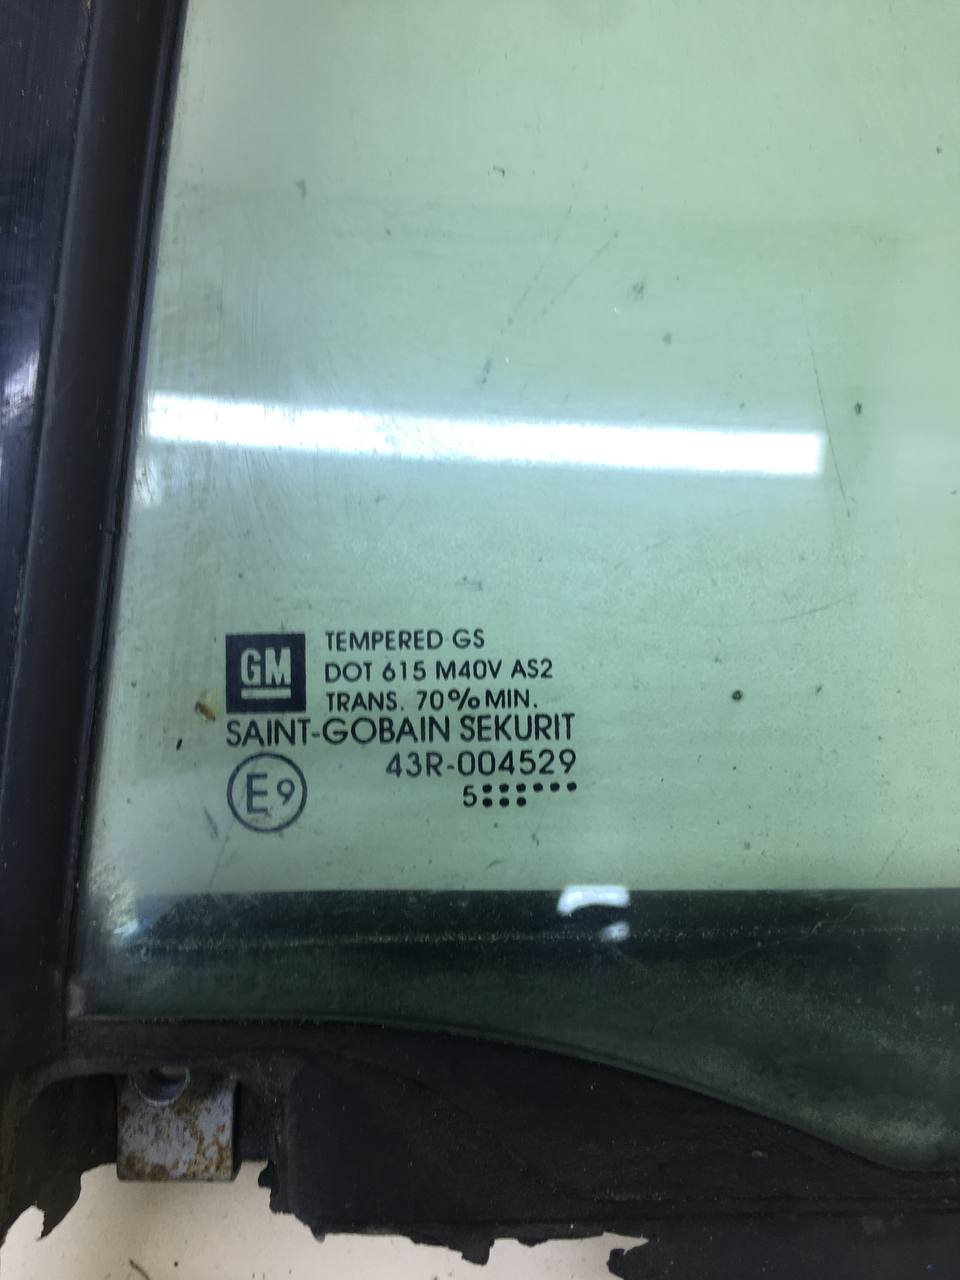 GM
TEMPERED GS
DOT 615 M40V AS2
TRANS. 70% MIN.
SAINT-GOBAIN SEKURIT
43R-004529
E9
5